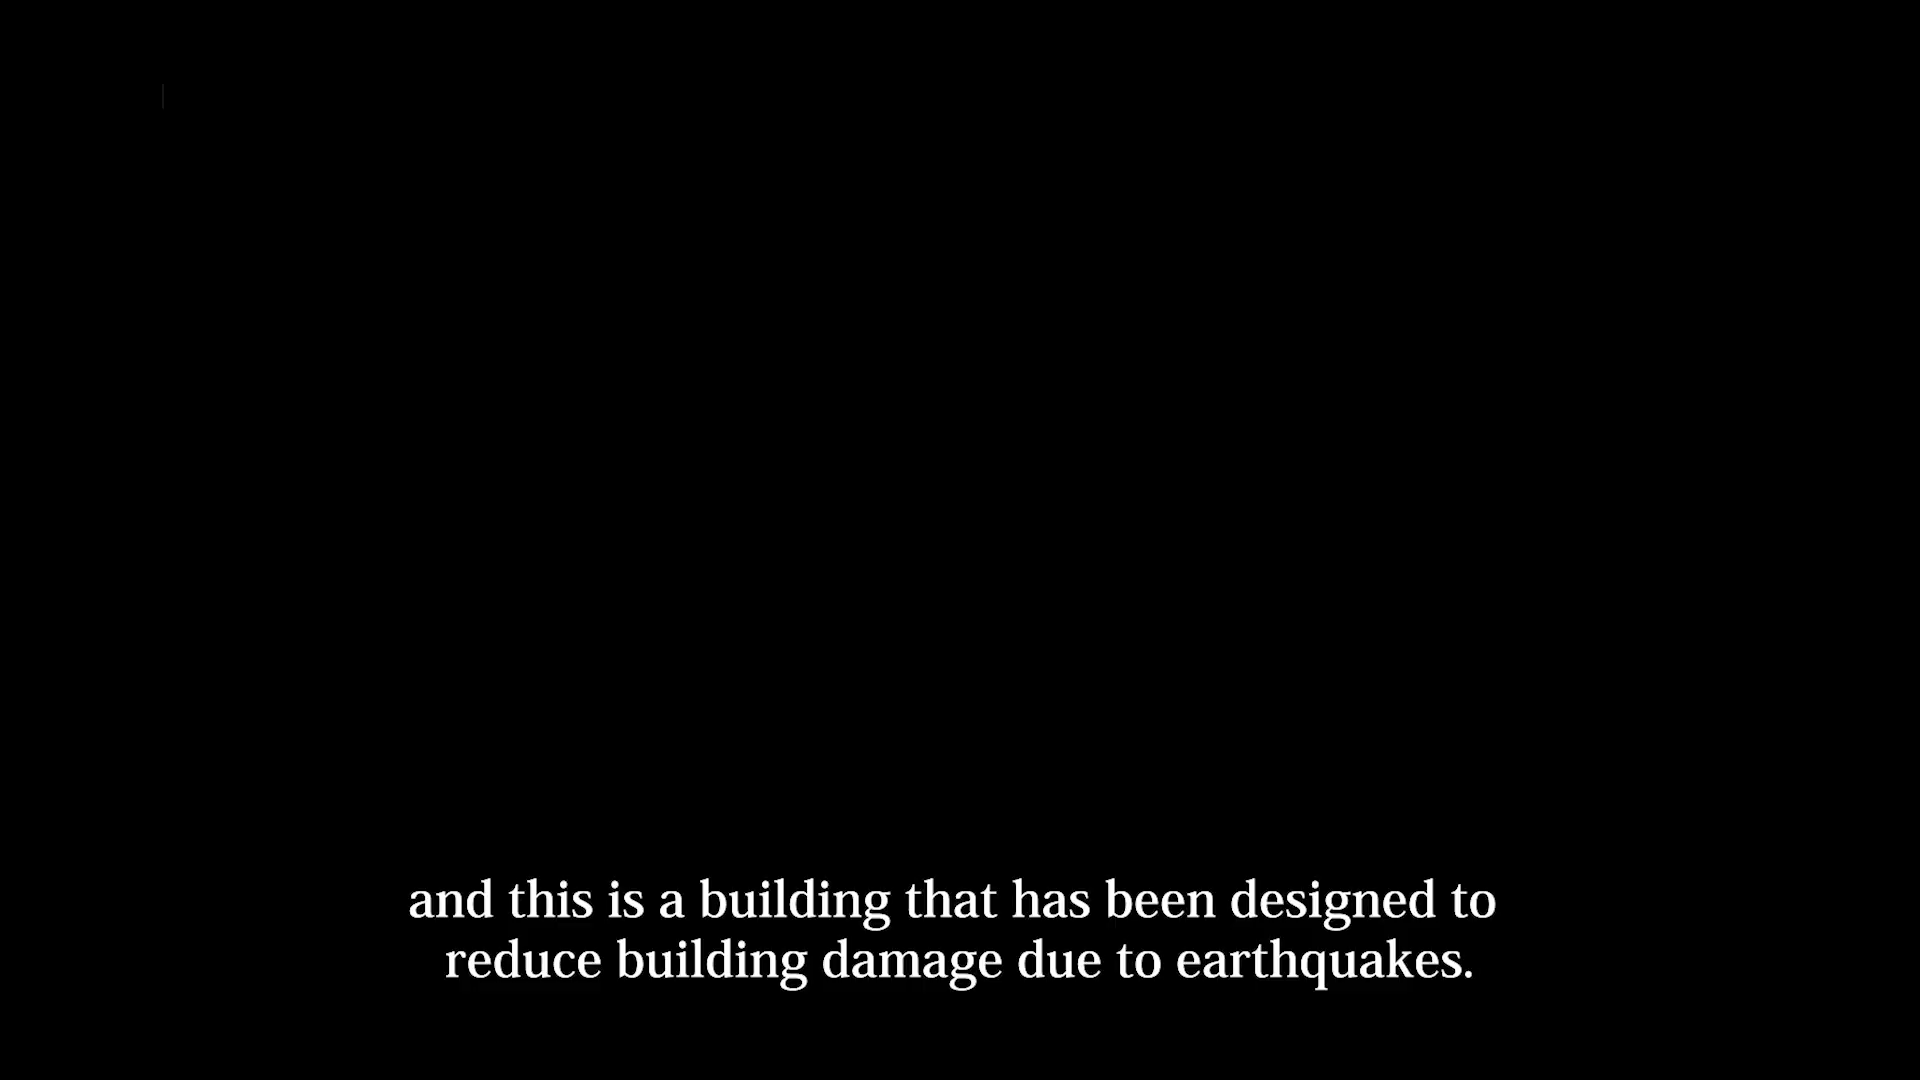 and this is a building that has been designed to
reduce building damage due to earthquakes.